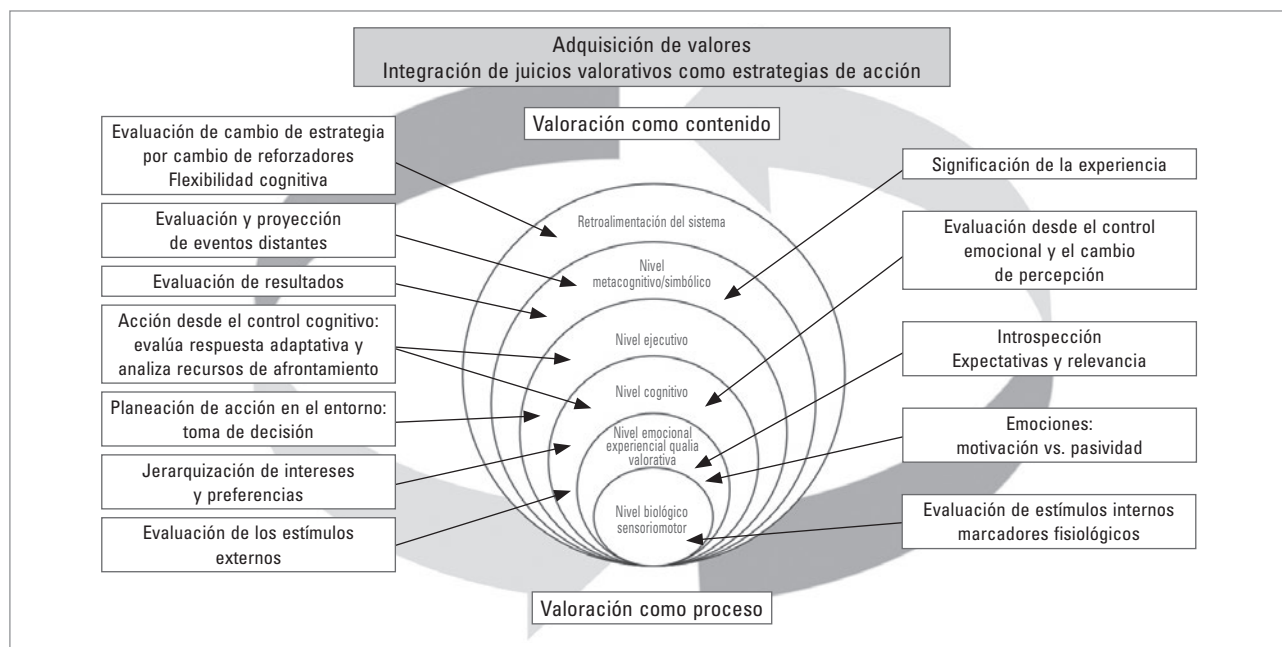 Adquisición de valores
Integración de juicios valorativos como estrategias de acción
Valoración como contenido
Evaluación de cambio de estrategia
por cambio de reforzadores
Flexibilidad cognitiva
Evaluación y proyección
de eventos distantes
Evaluación de resultados
Acción desde el control cognitivo:
evalúa respuesta adaptativa y
analiza recursos de afrontamiento
Planeación de acción en el entorno:
toma de decisión
Jerarquización de intereses
y preferencias
Evaluación de los estímulos
externos
Retroalimentación del sistema
Nivel
metacognitivo/simbólico
Nivel ejecutivo
Nivel cognitivo
Nivel emocional
experiencial qualia
valorativa
Nivel biológico
sensoriomotor
Significación de la experiencia
Evaluación desde el control
emocional y el cambio
de percepción
Introspección
Expectativas y relevancia
Emociones:
motivación vs. pasividad
Evaluación de estímulos internos
marcadores fisiológicos
Valoración como proceso